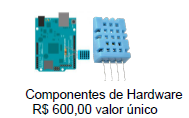 Componentes de Hardware
R$ 600,00 valor único